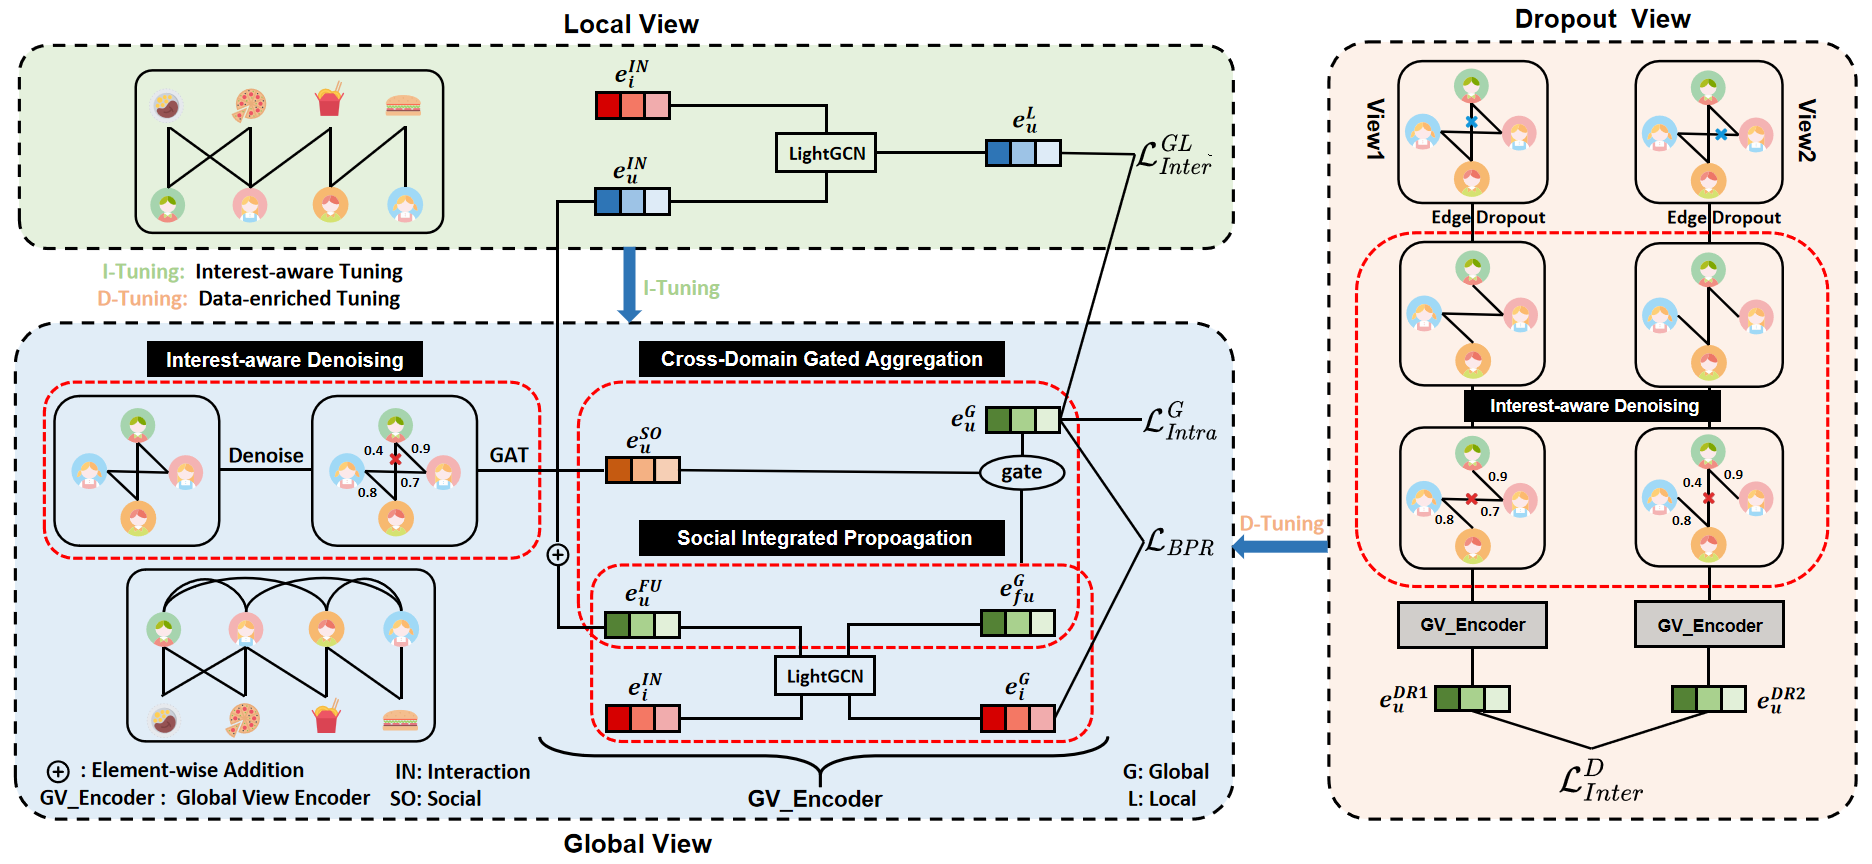 Local View
e_i^{IN}
LightGCN
e_u^L
e_u^{IN}
ℒ_{Inter}^{GL}
I-Tuning: Interest-aware Tuning
D-Tuning: Data-enriched Tuning
I-Tuning
Interest-aware Denoising
Cross-Domain Gated Aggregation
Denoise
0.4
0.9
0.7
0.8
GAT
e_u^{SO}
e_u^G
gate
ℒ_{Intra}^G
Social Integrated Propoagation
ℒ_{BPR}
e_u^{FU}
e_{fu}^G
LightGCN
e_i^{IN}
e_i^G
+ : Element-wise Addition
IN: Interaction
G: Global
GV_Encoder : Global View Encoder
SO: Social
L: Local
GV_Encoder
Global View
D-Tuning
Dropout View
View1
View2
Edge Dropout
Edge Dropout
Interest-aware Denoising
0.9
0.7
0.8
0.4
0.9
0.8
GV_Encoder
GV_Encoder
e_u^{DR1}
e_u^{DR2}
ℒ_{Inter}^D